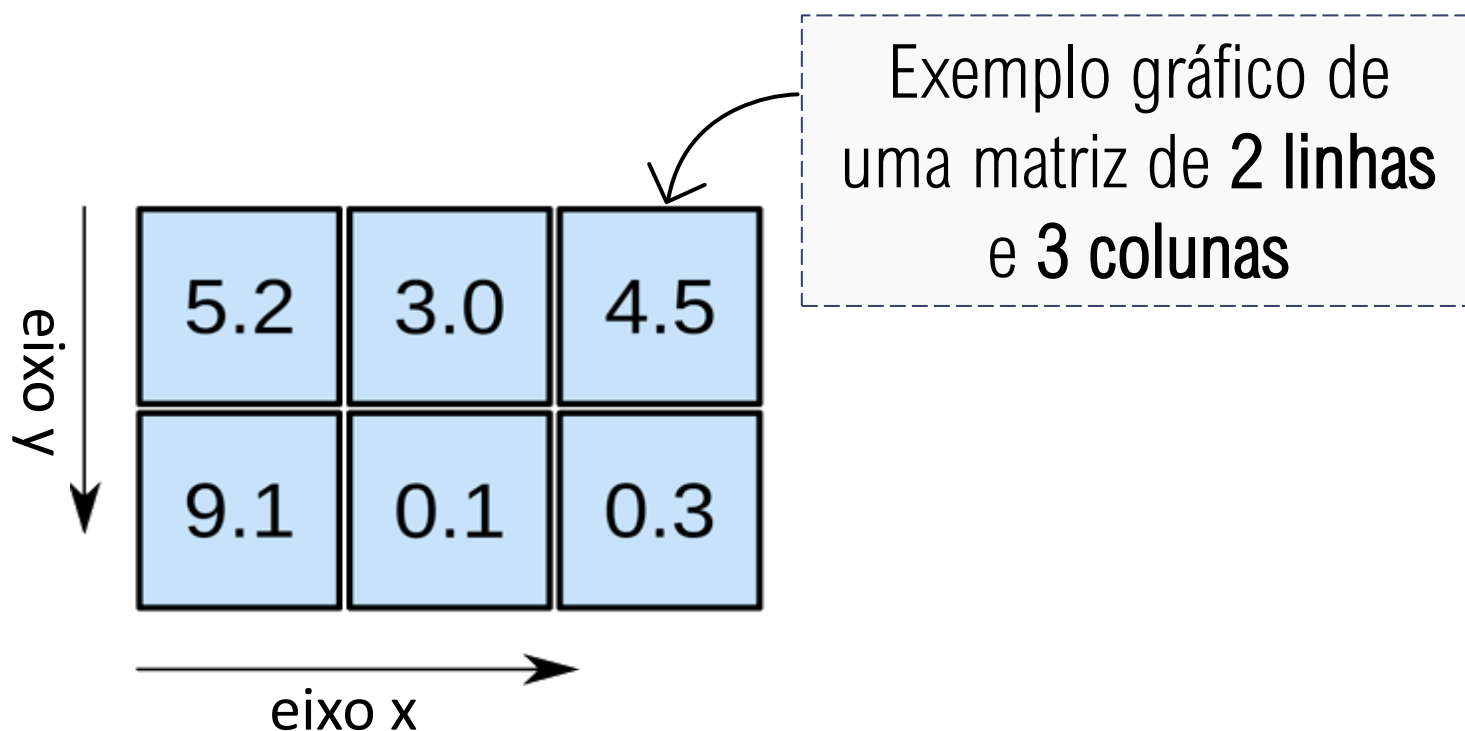 Exemplo gráfico de
uma matriz de 2 linhas
e 3 colunas
eixo y
5.2 3.0 4.5
9.1 0.1 0.3
eixo x